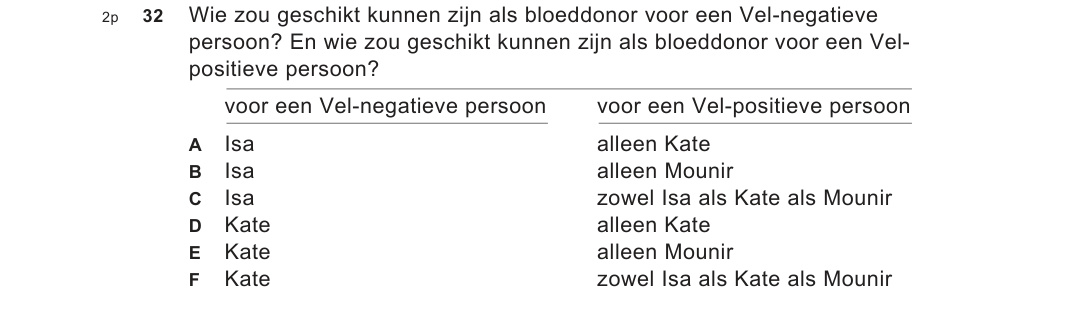 2p 32 Wie zou geschikt kunnen zijn als bloeddonor voor een Vel-negatieve
persoon? En wie zou geschikt kunnen zijn als bloeddonor voor een Vel-
positieve persoon?
voor een Vel-negatieve persoon voor een Vel-positieve persoon
A Isa alleen Kate
B Isa alleen Mounir
C Isa zowel Isa als Kate als Mounir
D Kate alleen Kate
E Kate alleen Mounir
F Kate zowel Isa als Kate als Mounir